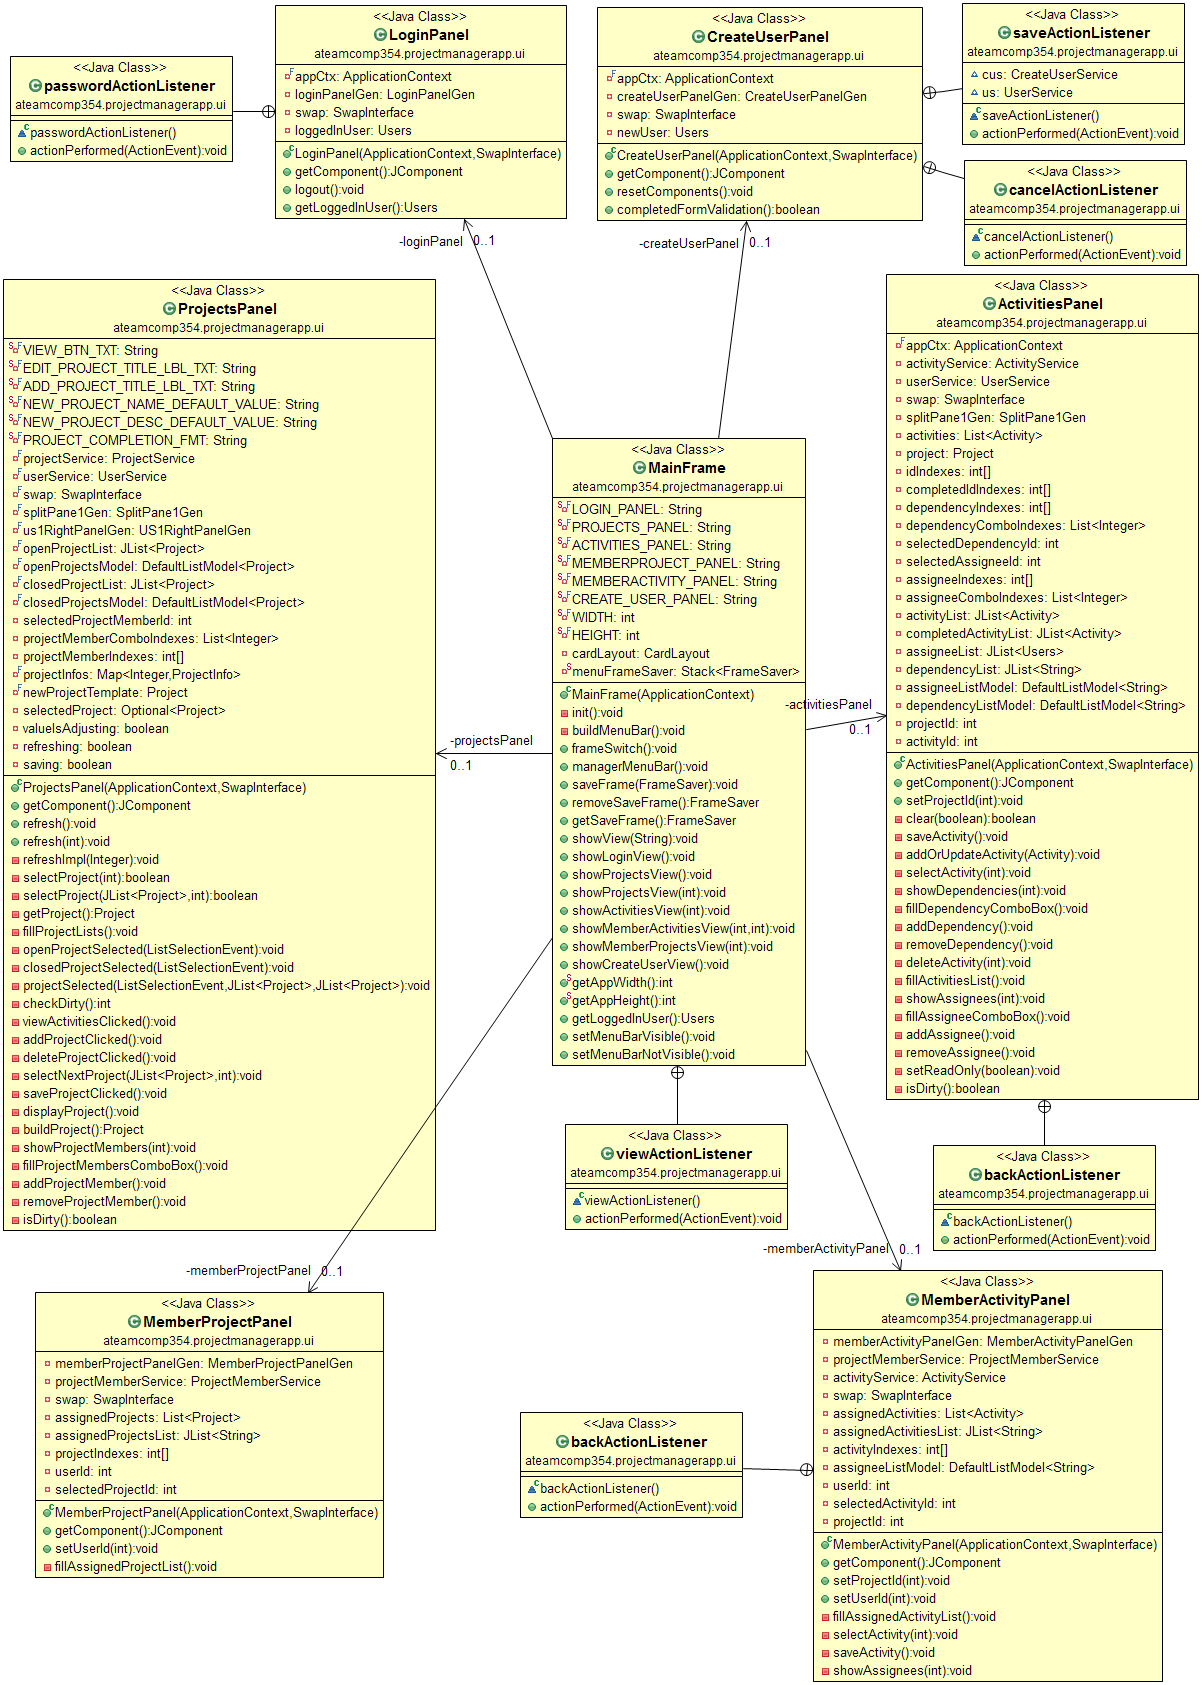 <<Java Class>>
LoginPanel
ateamcomp354.projectmanagerapp.ui
appCtx: ApplicationContext
loginPanelGen: LoginPanelGen
swap: SwapInterface
loggedInUser: Users
LoginPanel(ApplicationContext,SwapInterface)
getComponent():JComponent
logout():void
getLoggedInUser():Users
<<Java Class>>
CreateUserPanel
ateamcomp354.projectmanagerapp.ui
appCtx: ApplicationContext
createUserPanelGen: CreateUserPanelGen
swap: SwapInterface
newUser: Users
CreateUserPanel(ApplicationContext,SwapInterface)
getComponent():JComponent
resetComponents():void
completedFormValidation():boolean
<<Java Class>>
saveActionListener
ateamcomp354.projectmanagerapp.ui
cus: CreateUserService
us: UserService
saveActionListener()
actionPerformed(ActionEvent):void
<<Java Class>>
passwordActionListener
ateamcomp354.projectmanagerapp.ui
passwordActionListener()
actionPerformed(ActionEvent):void
<<Java Class>>
cancelActionListener
ateamcomp354.projectmanagerapp.ui
cancelActionListener()
actionPerformed(ActionEvent):void
-loginPanel
0..1
-createUserPanel
0..1
<<Java Class>>
ProjectsPanel
ateamcomp354.projectmanagerapp.ui
VIEW_BTN_TXT: String
EDIT_PROJECT_TITLE_LBL_TXT: String
ADD_PROJECT_TITLE_LBL_TXT: String
NEW_PROJECT_NAME_DEFAULT_VALUE: String
NEW_PROJECT_DESC_DEFAULT_VALUE: String
PROJECT_COMPLETION_FMT: String
projectService: ProjectService
userService: UserService
swap: SwapInterface
splitPane1Gen: SplitPane1Gen
us1RightPanelGen: US1RightPanelGen
openProjectList: JList<Project>
openProjectsModel: DefaultListModel<Project>
closedProjectList: JList<Project>
closedProjectsModel: DefaultListModel<Project>
selectedProjectMemberId: int
projectMemberComboIndexes: List<Integer>
projectMemberIndexes: int[]
projectInfos: Map<Integer,ProjectInfo>
newProjectTemplate: Project
selectedProject: Optional<Project>
valueIsAdjusting: boolean
refreshing: boolean
saving: boolean
ProjectsPanel(ApplicationContext,SwapInterface)
getComponent():JComponent
refresh():void
refresh(int):void
refreshImpl(Integer):void
selectProject(int):boolean
selectProject(JList<Project>,int):boolean
getProject():Project
fillProjectLists():void
openProjectSelected(ListSelectionEvent):void
closedProjectSelected(ListSelectionEvent):void
projectSelected(ListSelectionEvent,JList<Project>,JList<Project>):void
checkDirty():int
viewActivitiesClicked():void
addProjectClicked():void
deleteProjectClicked():void
selectNextProject(JList<Project>,int):void
saveProjectClicked():void
displayProject():void
buildProject():Project
showProjectMembers(int):void
fillProjectMembersComboBox():void
addProjectMember():void
removeProjectMember():void
isDirty():boolean
-projectsPanel
0..1
<<Java Class>>
MainFrame
ateamcomp354.projectmanagerapp.ui
LOGIN_PANEL: String
PROJECTS_PANEL: String
ACTIVITIES_PANEL: String
MEMBERPROJECT_PANEL: String
MEMBERACTIVITY_PANEL: String
CREATE_USER_PANEL: String
WIDTH: int
HEIGHT: int
cardLayout: CardLayout
menuFrameSaver: Stack<FrameSaver>
MainFrame(ApplicationContext)
init():void
buildMenuBar():void
frameSwitch():void
managerMenuBar():void
saveFrame(FrameSaver):void
removeSaveFrame():FrameSaver
getSaveFrame():FrameSaver
showView(String):void
showLoginView():void
showProjectsView():void
showProjectsView(int):void
showActivitiesView(int):void
showMemberActivitiesView(int,int):void
showMemberProjectsView(int):void
showCreateUserView():void
getAppWidth():int
getAppHeight():int
getLoggedInUser():Users
setMenuBarVisible():void
setMenuBarNotVisible():void
-activitiesPanel
0..1
<<Java Class>>
ActivitiesPanel
ateamcomp354.projectmanagerapp.ui
appCtx: ApplicationContext
activityService: ActivityService
userService: UserService
swap: SwapInterface
splitPane1Gen: SplitPane1Gen
activities: List<Activity>
project: Project
idIndexes: int[]
completedIdIndexes: int[]
dependencyIndexes: int[]
dependencyComboIndexes: List<Integer>
selectedDependencyId: int
selectedAssigneeId: int
assigneeIndexes: int[]
assigneeComboIndexes: List<Integer>
activityList: JList<Activity>
completedActivityList: JList<Activity>
assigneeList: JList<Users>
dependencyList: JList<String>
assigneeListModel: DefaultListModel<String>
dependencyListModel: DefaultListModel<String>
projectId: int
activityId: int
ActivitiesPanel(ApplicationContext,SwapInterface)
getComponent():JComponent
setProjectId(int):void
clear(boolean):boolean
saveActivity():void
addOrUpdateActivity(Activity):void
selectActivity(int):void
showDependencies(int):void
fillDependencyComboBox():void
addDependency():void
removeDependency():void
deleteActivity(int):void
fillActivitiesList():void
showAssignees(int):void
fillAssigneeComboBox():void
addAssignee():void
removeAssignee():void
setReadOnly(boolean):void
isDirty():boolean
<<Java Class>>
viewActionListener
ateamcomp354.projectmanagerapp.ui
viewActionListener()
actionPerformed(ActionEvent):void
<<Java Class>>
backActionListener
ateamcomp354.projectmanagerapp.ui
backActionListener()
actionPerformed(ActionEvent):void
-memberProjectPanel
0..1
-memberActivityPanel
0..1
<<Java Class>>
MemberProjectPanel
ateamcomp354.projectmanagerapp.ui
memberProjectPanelGen: MemberProjectPanelGen
projectMemberService: ProjectMemberService
swap: SwapInterface
assignedProjects: List<Project>
assignedProjectsList: JList<String>
projectIndexes: int[]
userId: int
selectedProjectId: int
MemberProjectPanel(ApplicationContext,SwapInterface)
getComponent():JComponent
setUserId(int):void
fillAssignedProjectList():void
<<Java Class>>
backActionListener
ateamcomp354.projectmanagerapp.ui
backActionListener()
actionPerformed(ActionEvent):void
<<Java Class>>
MemberActivityPanel
ateamcomp354.projectmanagerapp.ui
memberActivityPanelGen: MemberActivityPanelGen
projectMemberService: ProjectMemberService
activityService: ActivityService
swap: SwapInterface
assignedActivities: List<Activity>
assignedActivitiesList: JList<String>
activityIndexes: int[]
assigneeListModel: DefaultListModel<String>
userId: int
selectedActivityId: int
projectId: int
MemberActivityPanel(ApplicationContext,SwapInterface)
getComponent():JComponent
setProjectId(int):void
setUserId(int):void
fillAssignedActivityList():void
selectActivity(int):void
saveActivity():void
showAssignees(int):void